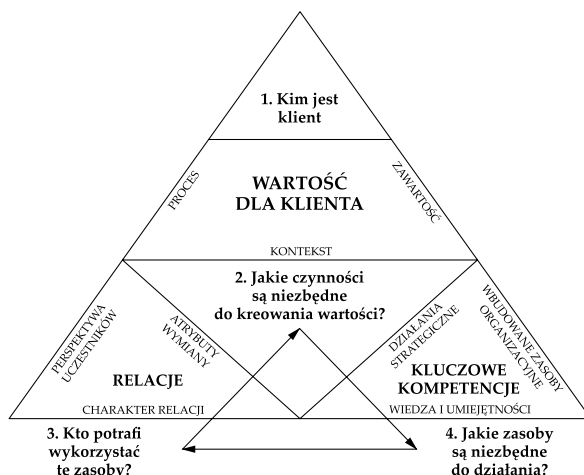 1. Kim jest
klient
PROCES
ZAWARTOŚĆ
WARTOŚĆ
DLA KLIENTA
KONTEKST
2. Jakie czynności
są niezbędne
do kreowania wartości?
PERSPEKTYWA
UCZESTNIKÓW
ATRYBUTY
WYMIANY
DZIAŁANIA
STRATEGICZNE
WBUDOWANE ZASOBY
ORGANIZACYJNE
RELACJE
KLUCZOWE
KOMPETENCJE
CHARAKTER RELACJI
WIEDZA I UMIEJĘTNOŚCI
3. Kto potrafi
wykorzystać
te zasoby?
4. Jakie zasoby
są niezbędne
do działania?